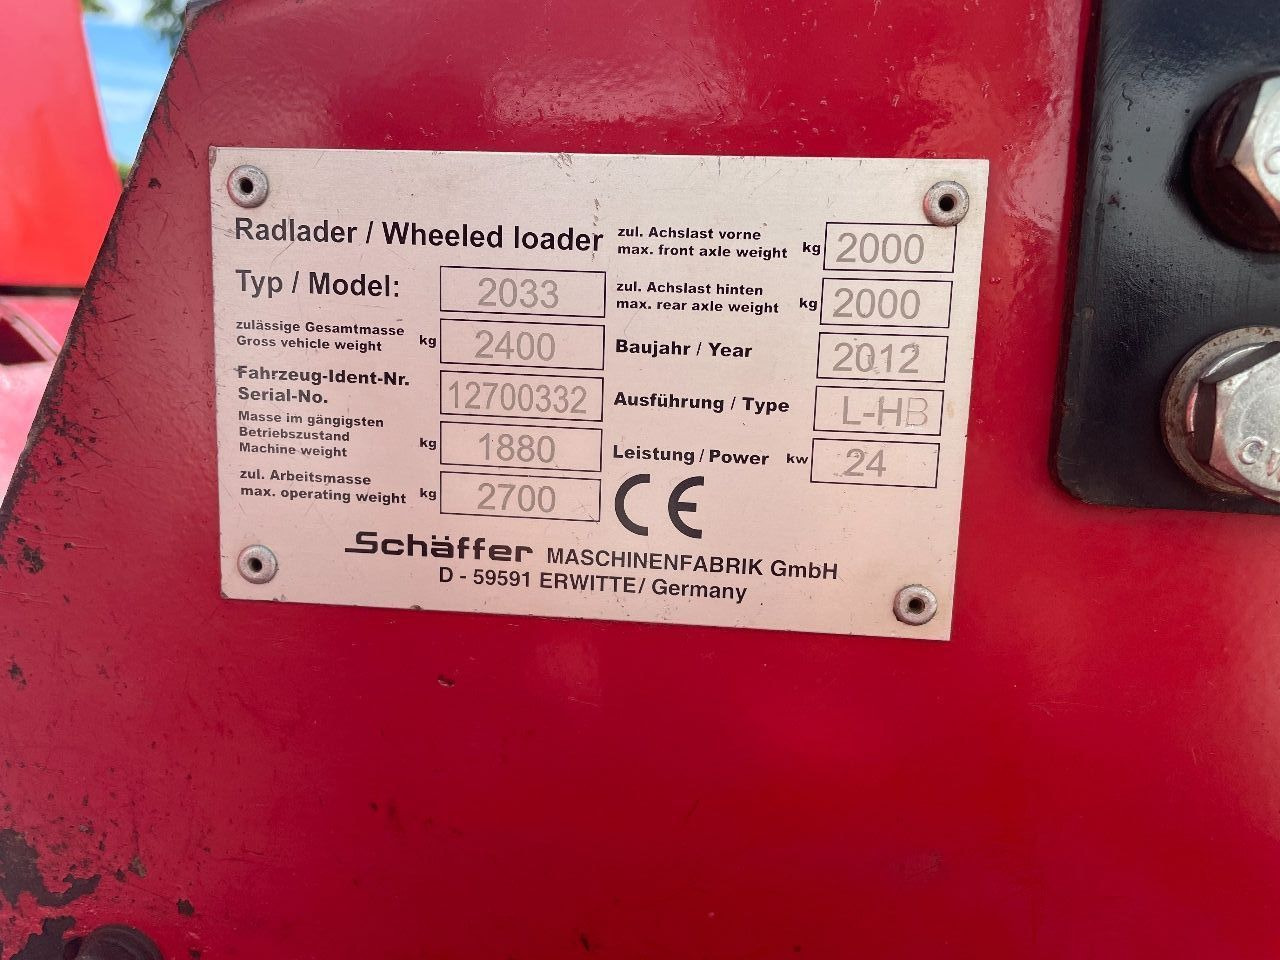 Radlader / Wheeled loader
Typ / Model: 2033
zulässige Gesamtmasse
Gross vehicle weight kg 2400
Fahrzeug-Ident-Nr.
Serial-No. 12700332
Masse im gängigsten
Betriebszustand
Machine weight kg 1880
zul. Arbeitsmasse
max. operating weight kg 2700
zul. Achslast vorne
max. front axle weight kg 2000
zul. Achslast hinten
max. rear axle weight kg 2000
Baujahr / Year 2012
Ausführung / Type L-HB
Leistung / Power kw 24
CE
Schäffer MASCHINENFABRIK GmbH
D - 59591 ERWITTE / Germany